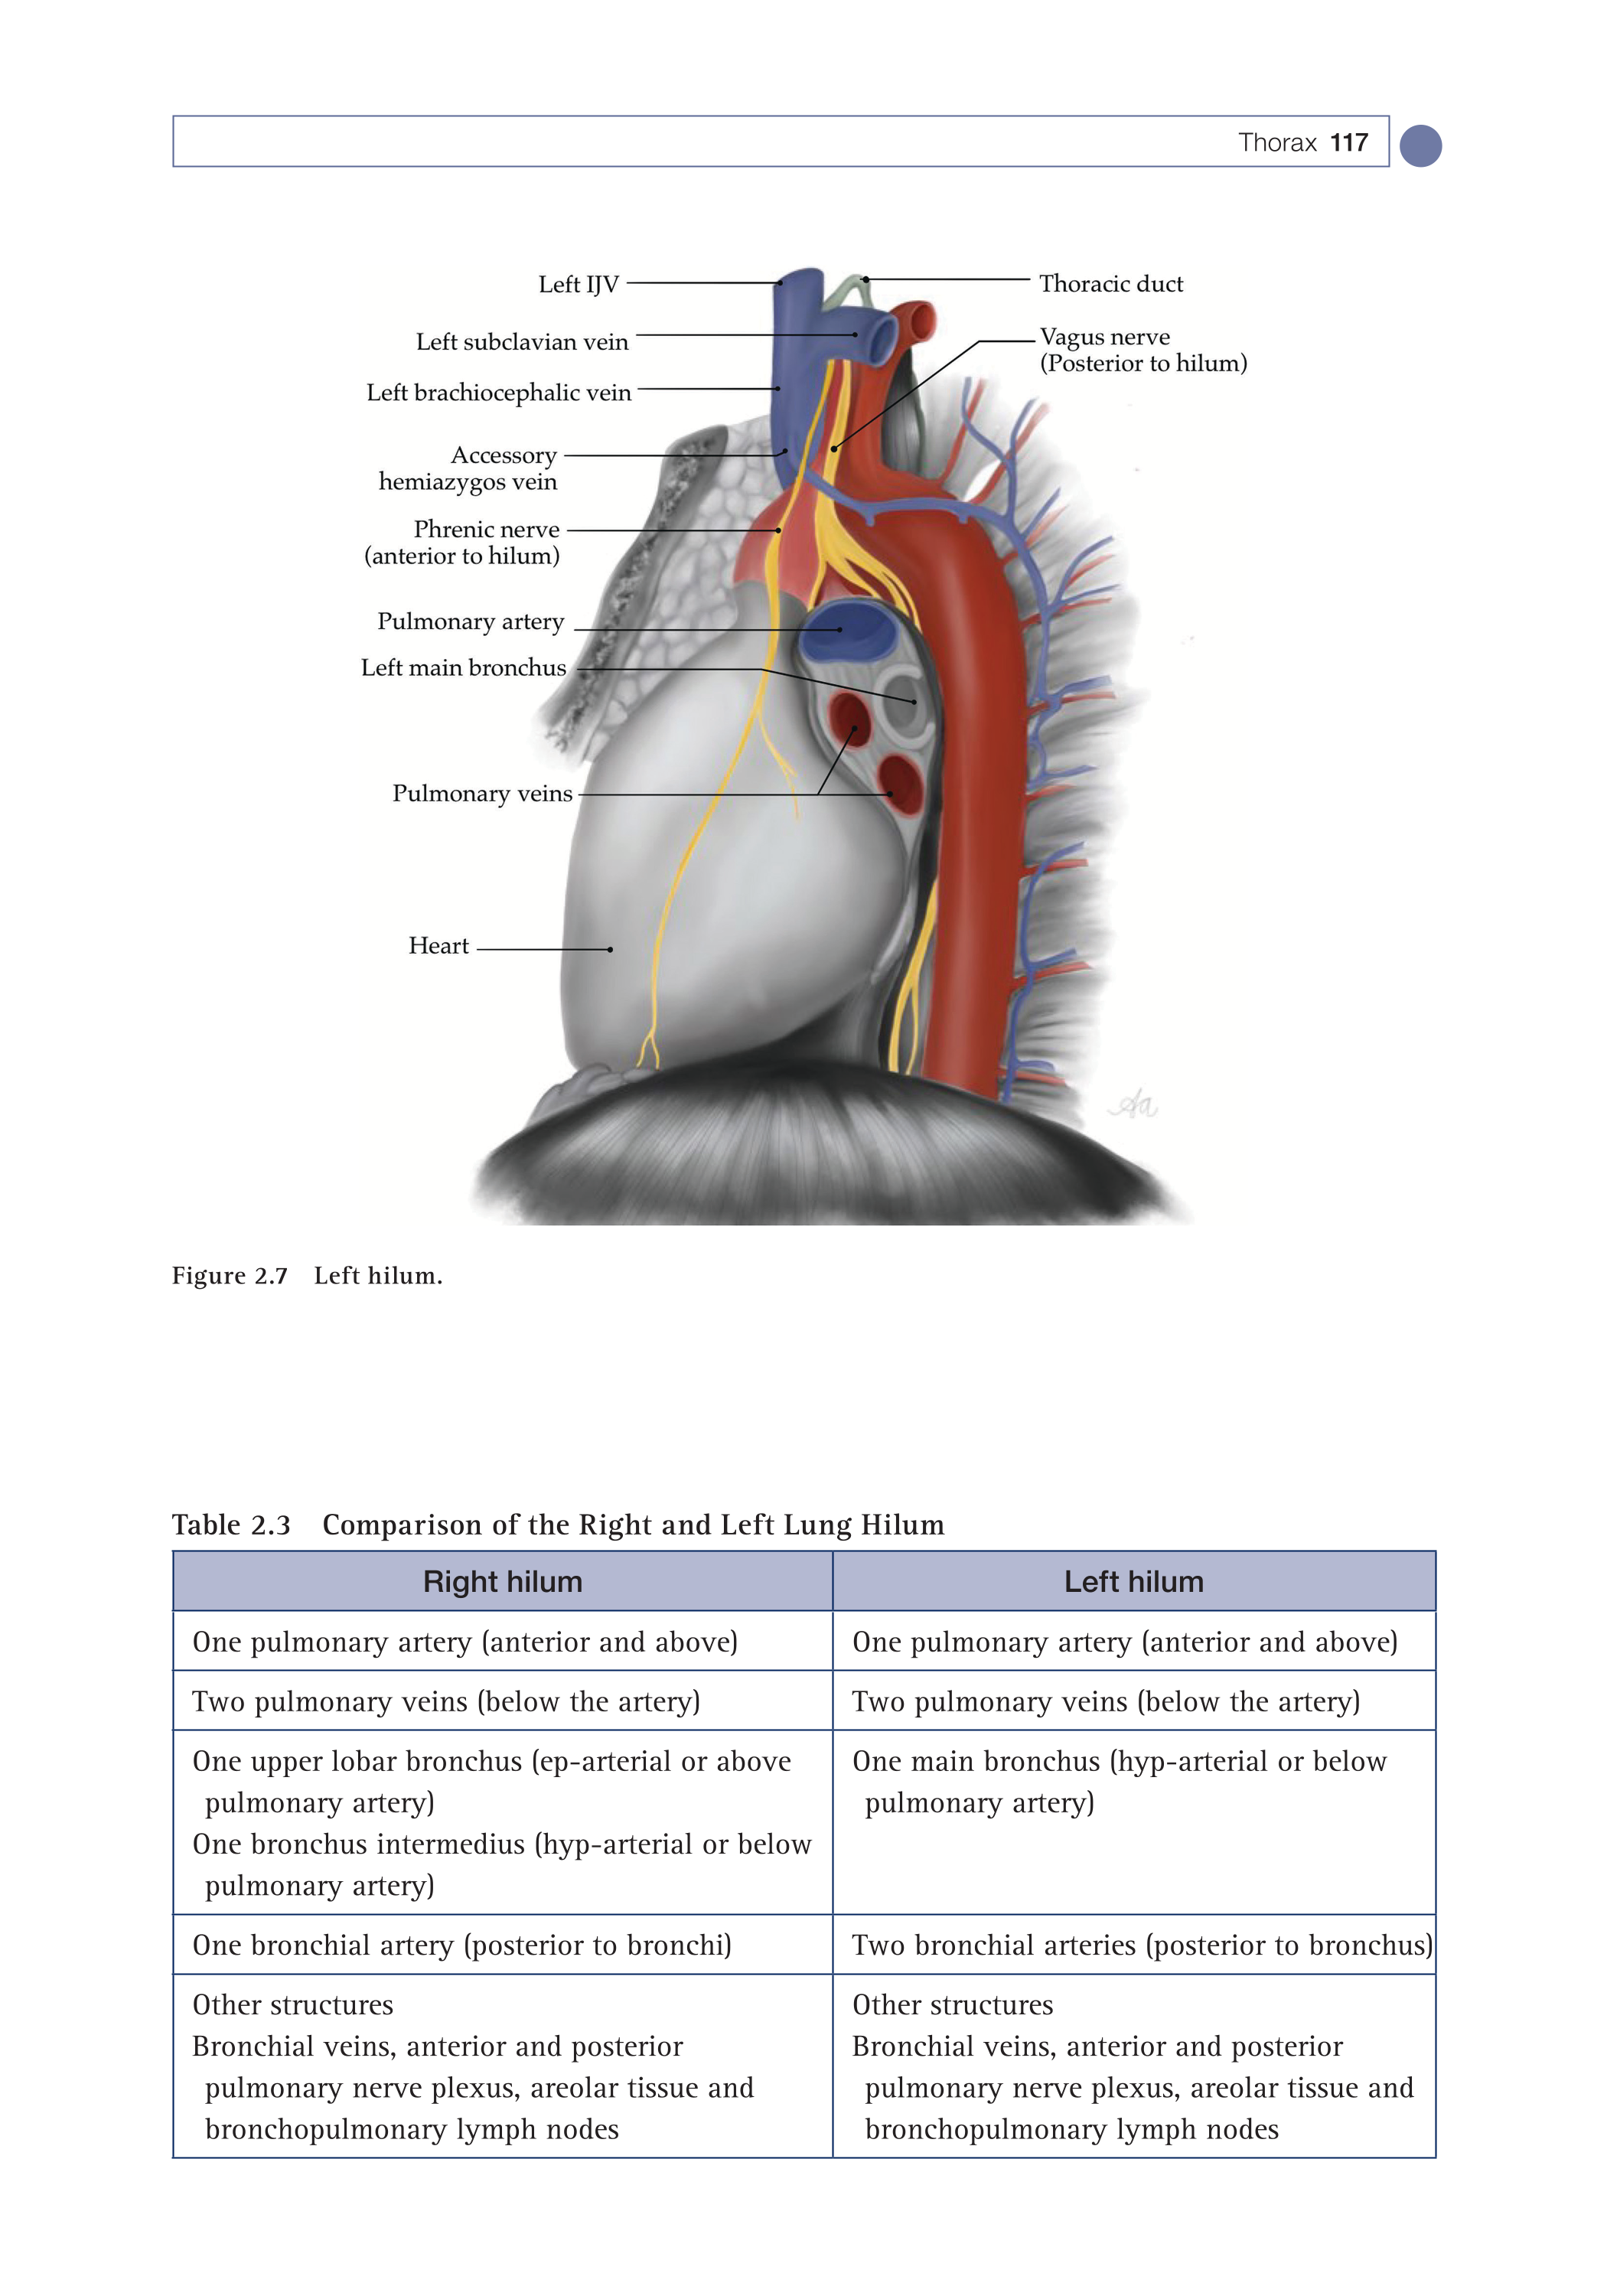 Thorax 117
Left IJV
Thoracic duct
Left subclavian vein
Vagus nerve
(Posterior to hilum)
Left brachiocephalic vein
Accessory
hemiazygos vein
Phrenic nerve
(anterior to hilum)
Pulmonary artery
Left main bronchus
Pulmonary veins
Heart
Figure 2.7 Left hilum.
Table 2.3 Comparison of the Right and Left Lung Hilum
Right hilum
Left hilum
One pulmonary artery (anterior and above)
One pulmonary artery (anterior and above)
Two pulmonary veins (below the artery)
Two pulmonary veins (below the artery)
One upper lobar bronchus (ep-arterial or above
pulmonary artery)
One bronchus intermedius (hyp-arterial or below
pulmonary artery)
One main bronchus (hyp-arterial or below
pulmonary artery)
One bronchial artery (posterior to bronchi)
Two bronchial arteries (posterior to bronchus)
Other structures
Bronchial veins, anterior and posterior
pulmonary nerve plexus, areolar tissue and
bronchopulmonary lymph nodes
Other structures
Bronchial veins, anterior and posterior
pulmonary nerve plexus, areolar tissue and
bronchopulmonary lymph nodes